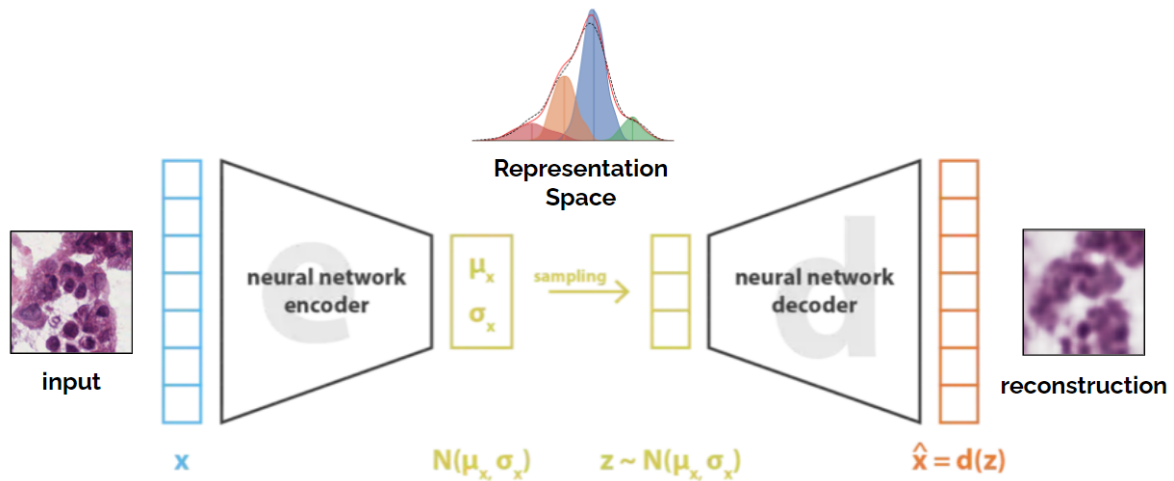 Representation
Space
e
neural network
encoder
μₓ
σₓ
sampling
d
neural network
decoder
input
reconstruction
x
N(μₓ, σₓ)
z ~ N(μₓ, σₓ)
x̂ = d(z)